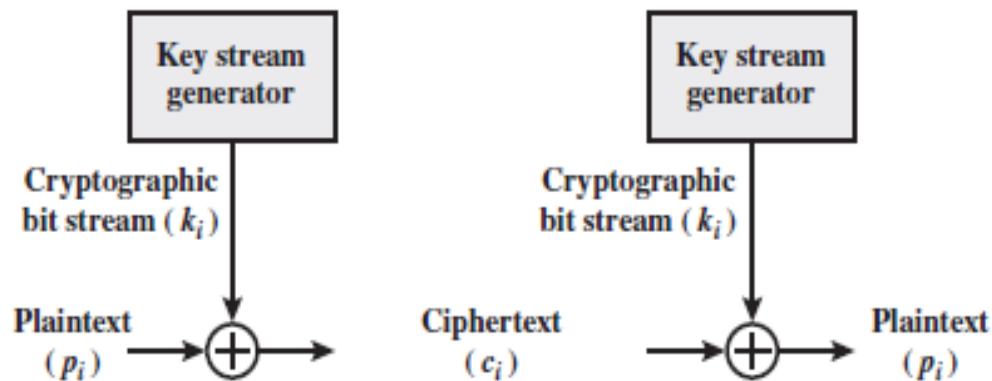 Key stream
generator
Cryptographic
bit stream ( kᵢ )
Key stream
generator
Cryptographic
bit stream ( kᵢ )
Plaintext
( pᵢ )
Ciphertext
( cᵢ )
Plaintext
( pᵢ )